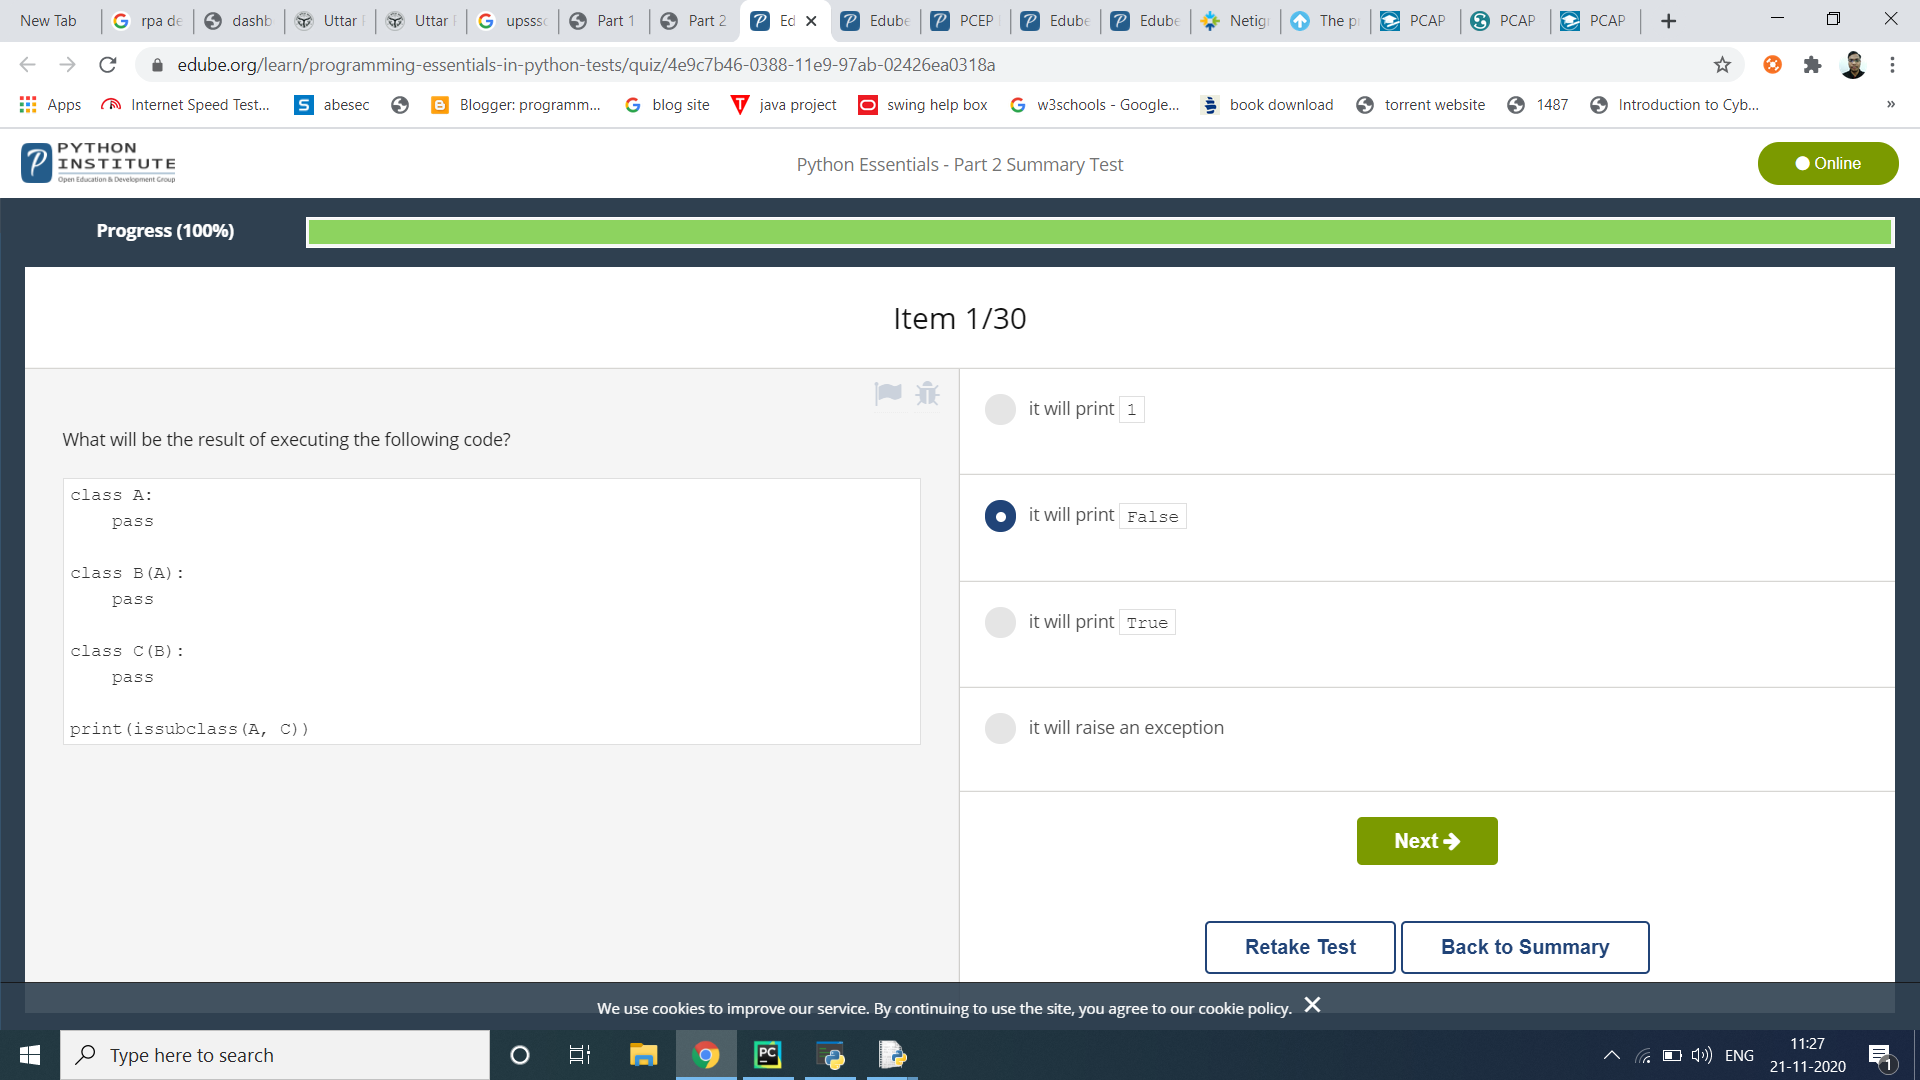 New Tab
rpa de
dashb
Uttar
Uttar
upsssc
Part 1
Part 2
Ed
Edube
PCEP
Edube
Edube
Netigr
The p
PCAP
PCAP
PCAP
edube.org/learn/programming-essentials-in-python-tests/quiz/4e9c7b46-0388-11e9-97ab-02426ea0318a
Apps
Internet Speed Test...
abesec
Blogger: programm...
blog site
java project
swing help box
w3schools - Google...
book download
torrent website
1487
Introduction to Cyb...
»
PYTHON
INSTITUTE
Open Education & Development Group
Python Essentials - Part 2 Summary Test
Online
Progress (100%)
Item 1/30
What will be the result of executing the following code?
class A:
    pass
class B(A):
    pass
class C(B):
    pass
print(issubclass(A, C))
it will print 1
it will print False
it will print True
it will raise an exception
Next
Retake Test
Back to Summary
We use cookies to improve our service. By continuing to use the site, you agree to our cookie policy.
Type here to search
PC
ENG
11:27
21-11-2020
1